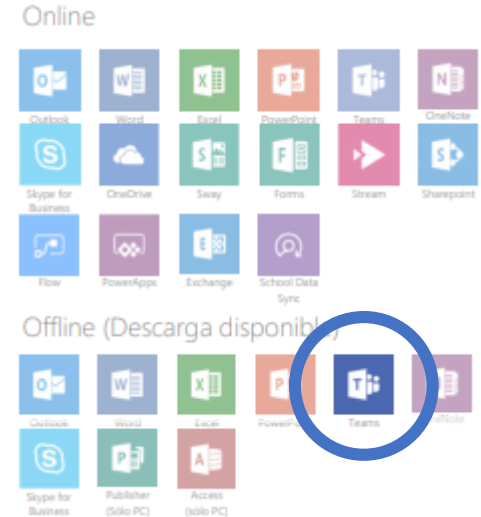 Online
Outlook Word Excel PowerPoint Teams OneNote
Skype for Business OneDrive Sway Forms Stream Sharepoint
Flow PowerApps Exchange School Data Sync
Offline (Descarga disponible)
Outlook Word Excel Teams
Skype for Business Publisher (Sólo PC) Access (sólo PC)